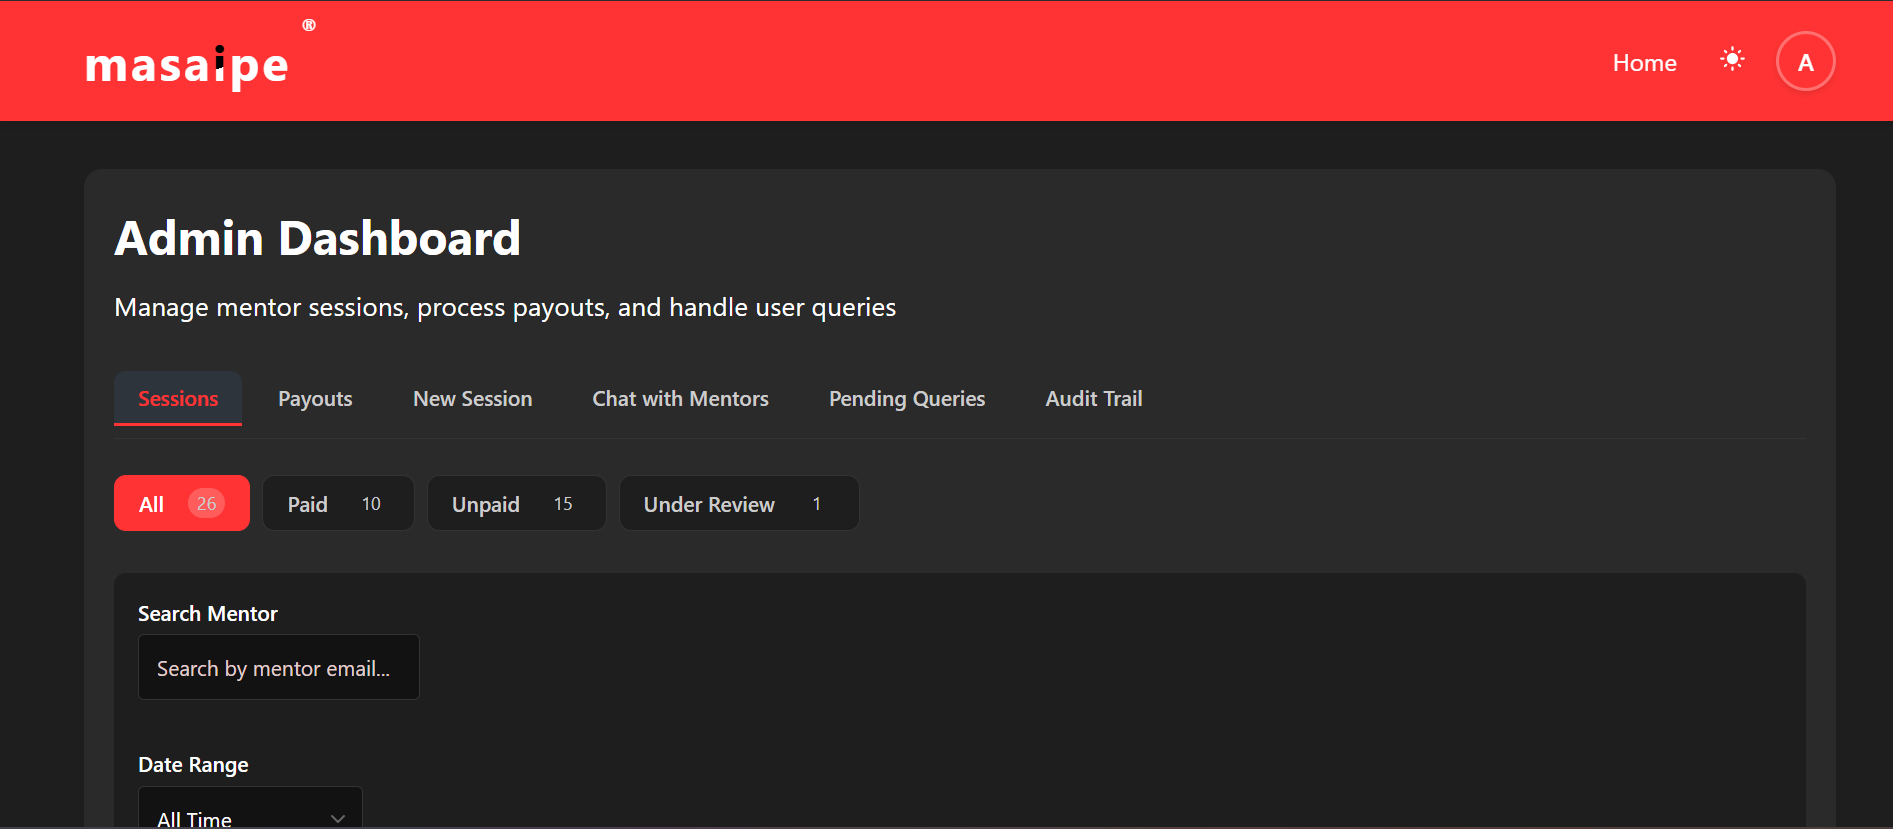 masaipe ®
Home
A
Admin Dashboard
Manage mentor sessions, process payouts, and handle user queries
Sessions Payouts New Session Chat with Mentors Pending Queries Audit Trail
All 26 Paid 10 Unpaid 15 Under Review 1
Search Mentor
Search by mentor email...
Date Range
All Time